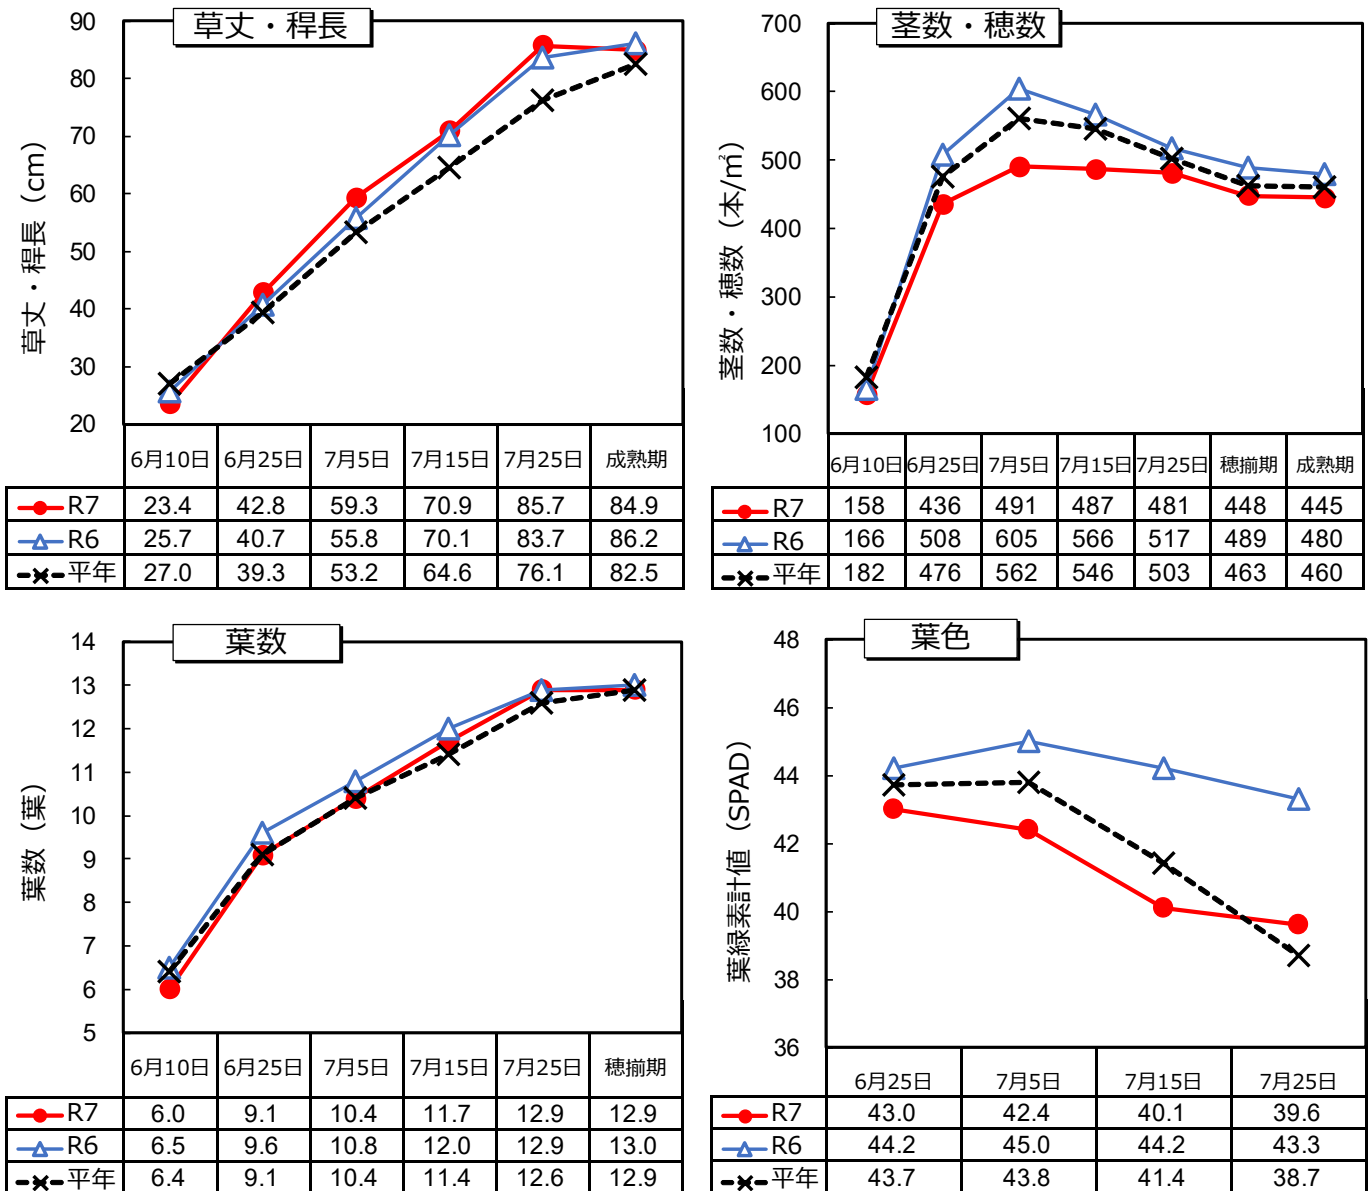 草丈・稈長
草丈・稈長（cm）
90
80
70
60
50
40
30
20
6月10日 6月25日 7月5日 7月15日 7月25日 成熟期
R7 23.4 42.8 59.3 70.9 85.7 84.9
R6 25.7 40.7 55.8 70.1 83.7 86.2
平年 27.0 39.3 53.2 64.6 76.1 82.5
茎数・穂数
茎数・穂数（本/㎡）
700
600
500
400
300
200
100
6月10日 6月25日 7月5日 7月15日 7月25日 穂揃期 成熟期
R7 158 436 491 487 481 448 445
R6 166 508 605 566 517 489 480
平年 182 476 562 546 503 463 460
葉数
葉数（葉）
14
13
12
11
10
9
8
7
6
5
6月10日 6月25日 7月5日 7月15日 7月25日 穂揃期
R7 6.0 9.1 10.4 11.7 12.9 12.9
R6 6.5 9.6 10.8 12.0 12.9 13.0
平年 6.4 9.1 10.4 11.4 12.6 12.9
葉色
葉緑素計値（SPAD）
48
46
44
42
40
38
36
6月25日 7月5日 7月15日 7月25日
R7 43.0 42.4 40.1 39.6
R6 44.2 45.0 44.2 43.3
平年 43.7 43.8 41.4 38.7